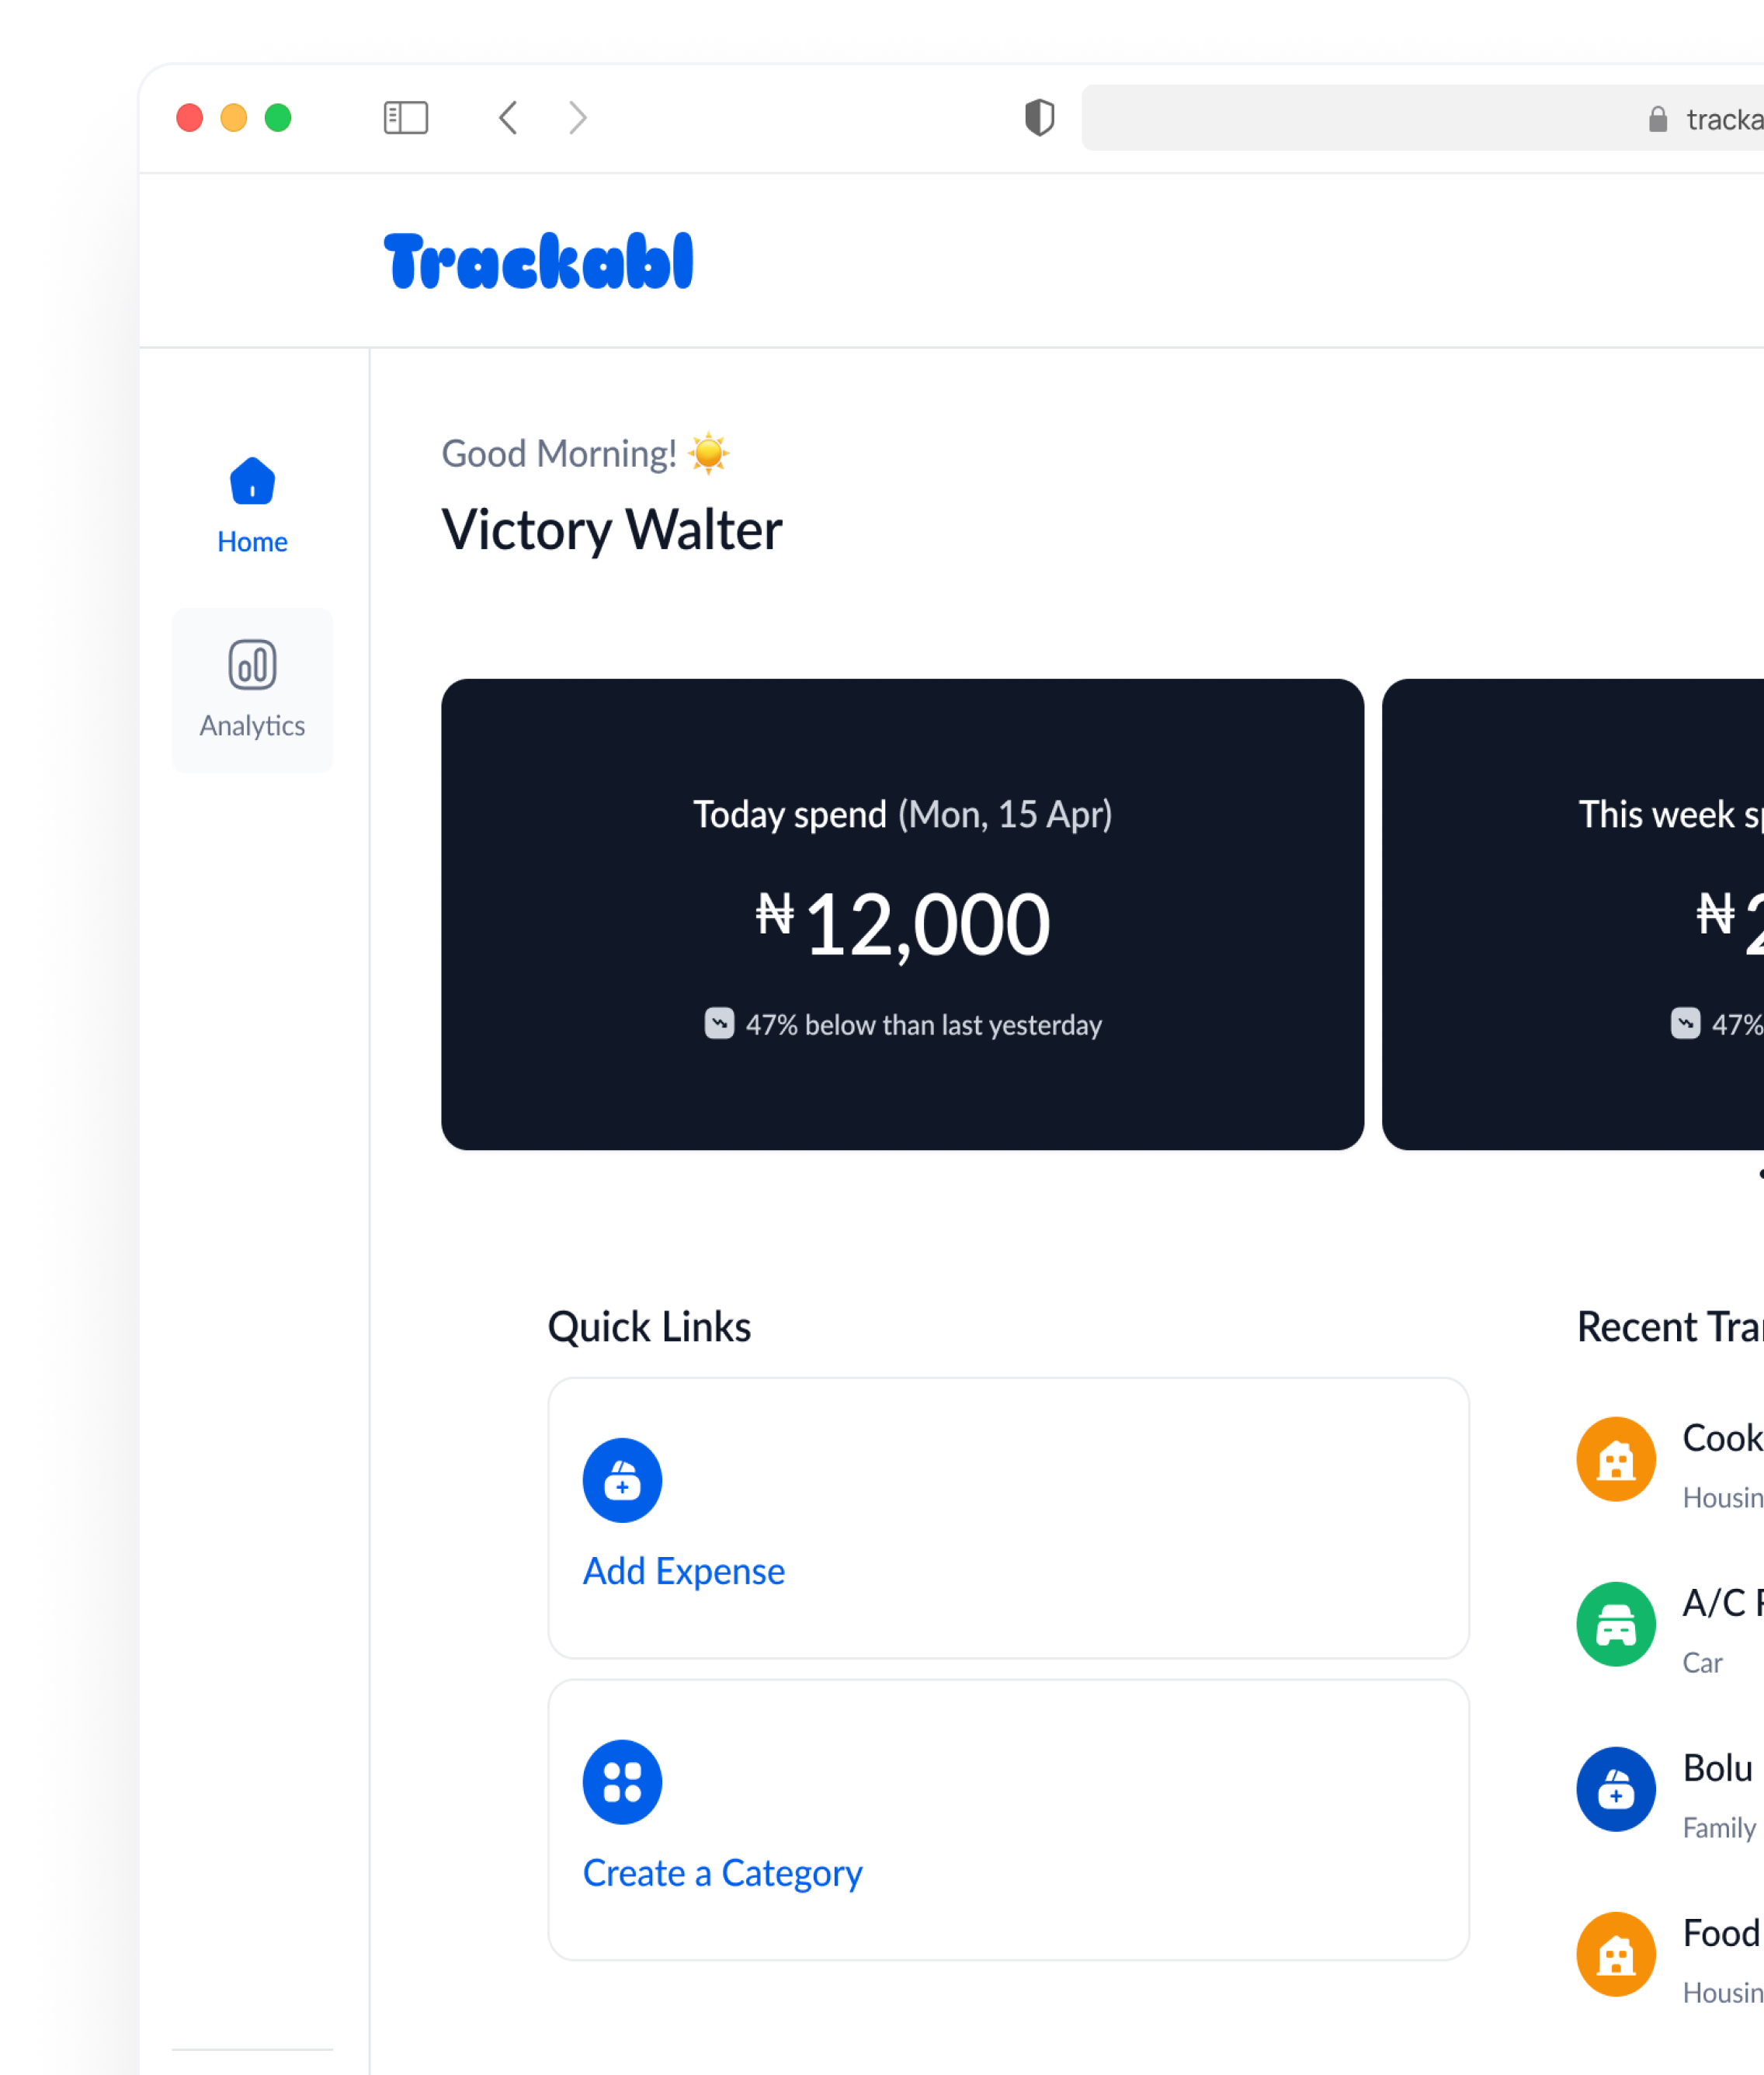 tracka
Trackabl
Good Morning! ☀️
Victory Walter
Home
Analytics
Today spend (Mon, 15 Apr)
₦12,000
47% below than last yesterday
This week
₦2
47%
Quick Links
Add Expense
Create a Category
Recent Tra
Cook
Housin
A/C
Car
Bolu
Family
Food
Housin